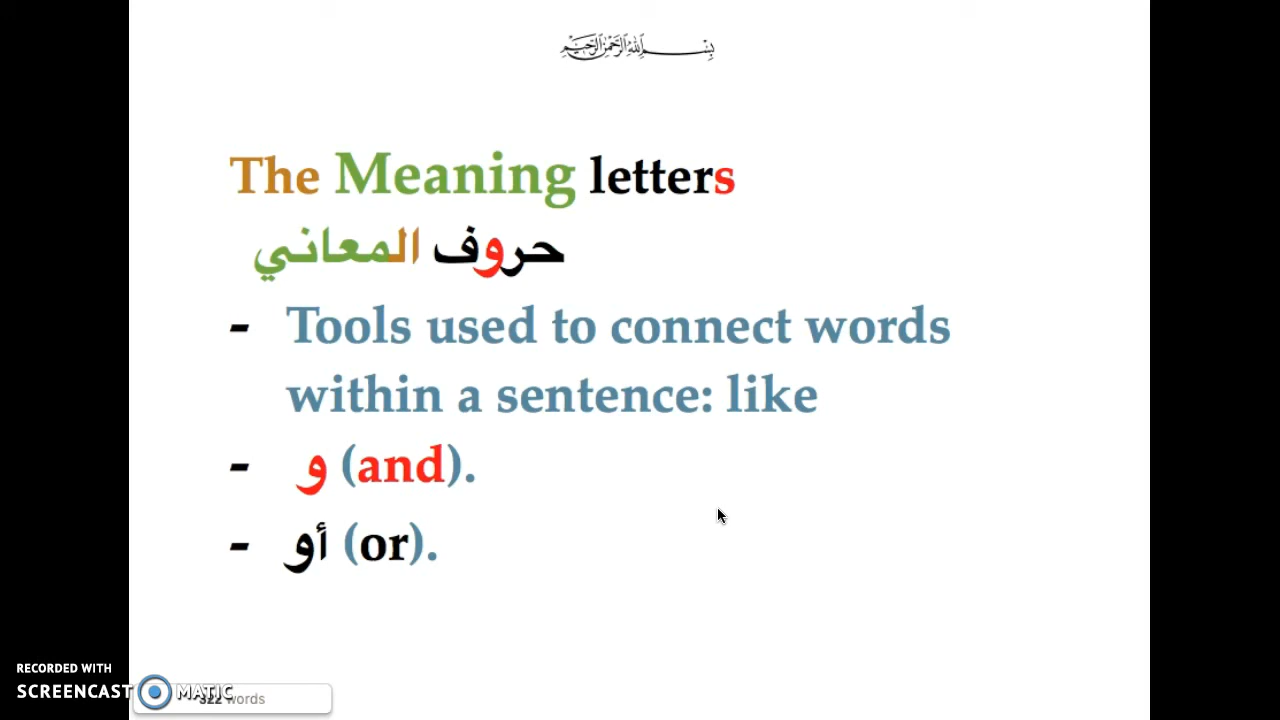 بسم الله الرحمن الرحيم
The Meaning letters
حروف المعاني
- Tools used to connect words
within a sentence: like
- و (and).
- أو (or).
RECORDED WITH
SCREENCAST MATIC
322 words